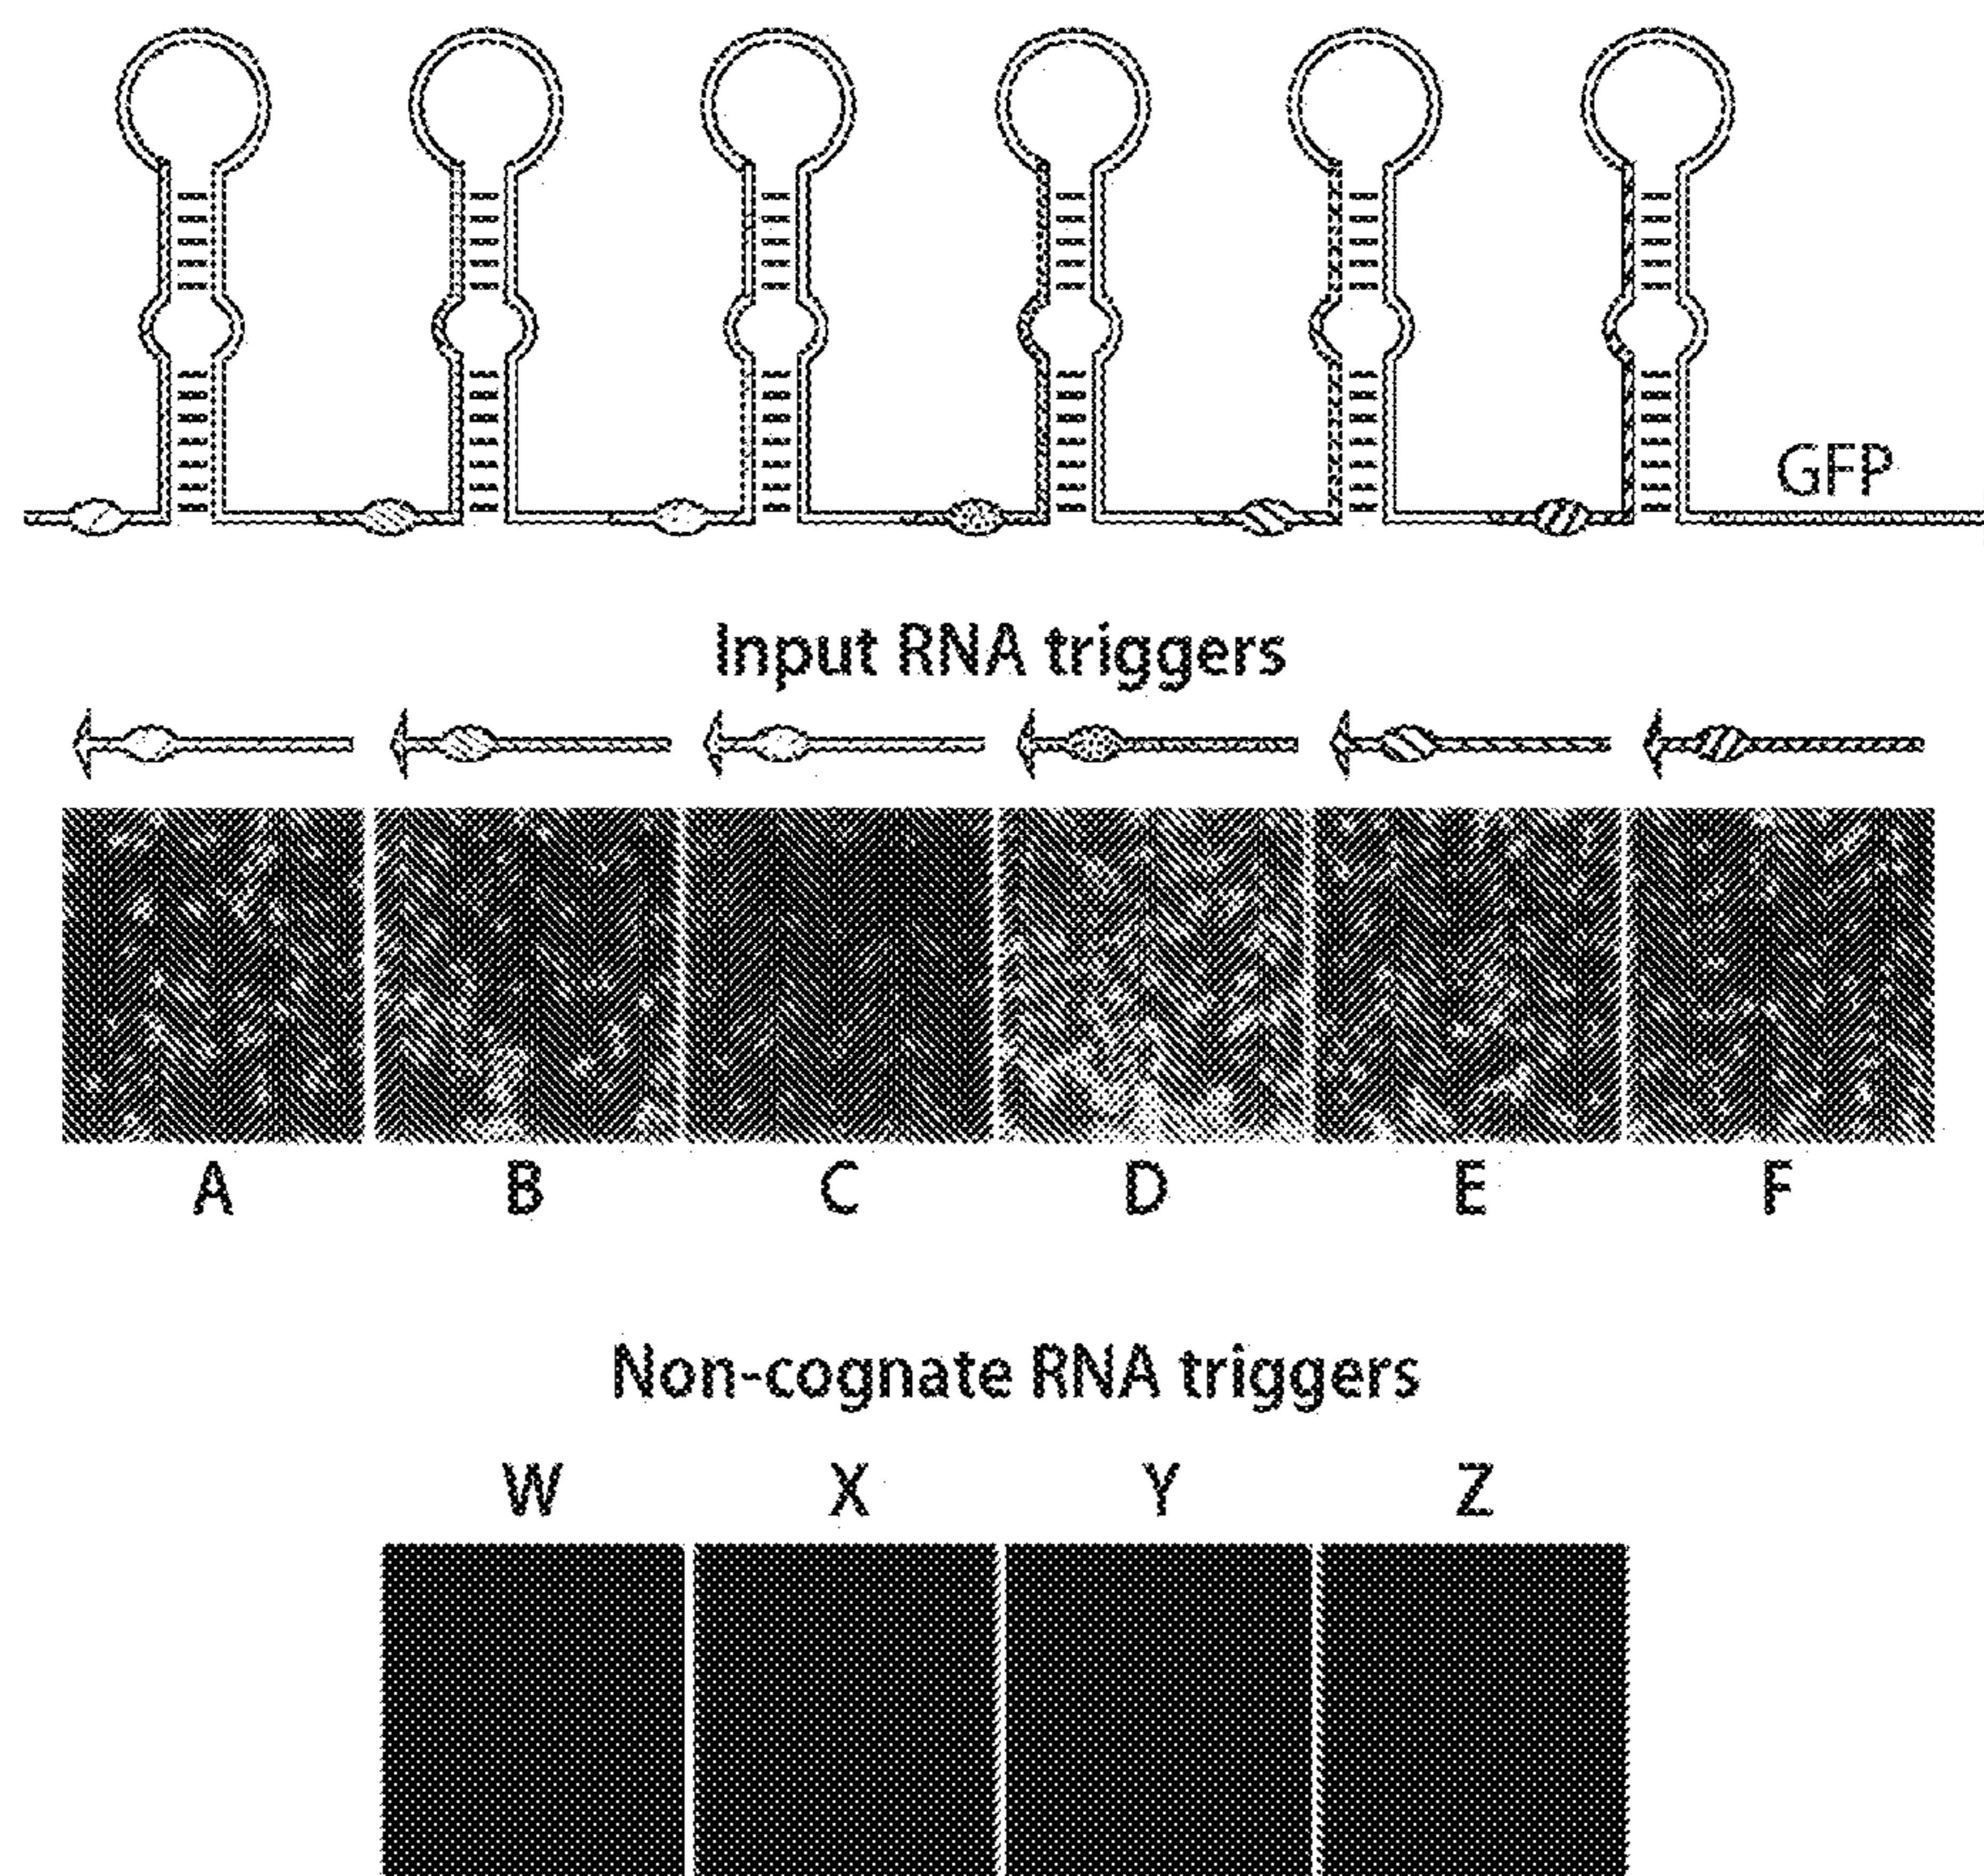 GFP
Input RNA triggers
A B C D E F
Non-cognate RNA triggers
W X Y Z